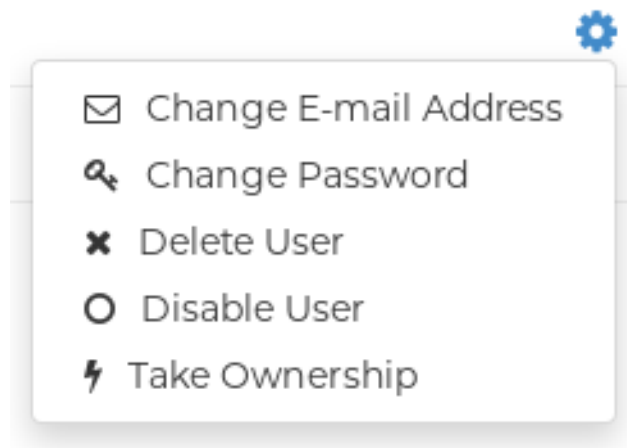 Change E-mail Address
Change Password
Delete User
Disable User
Take Ownership